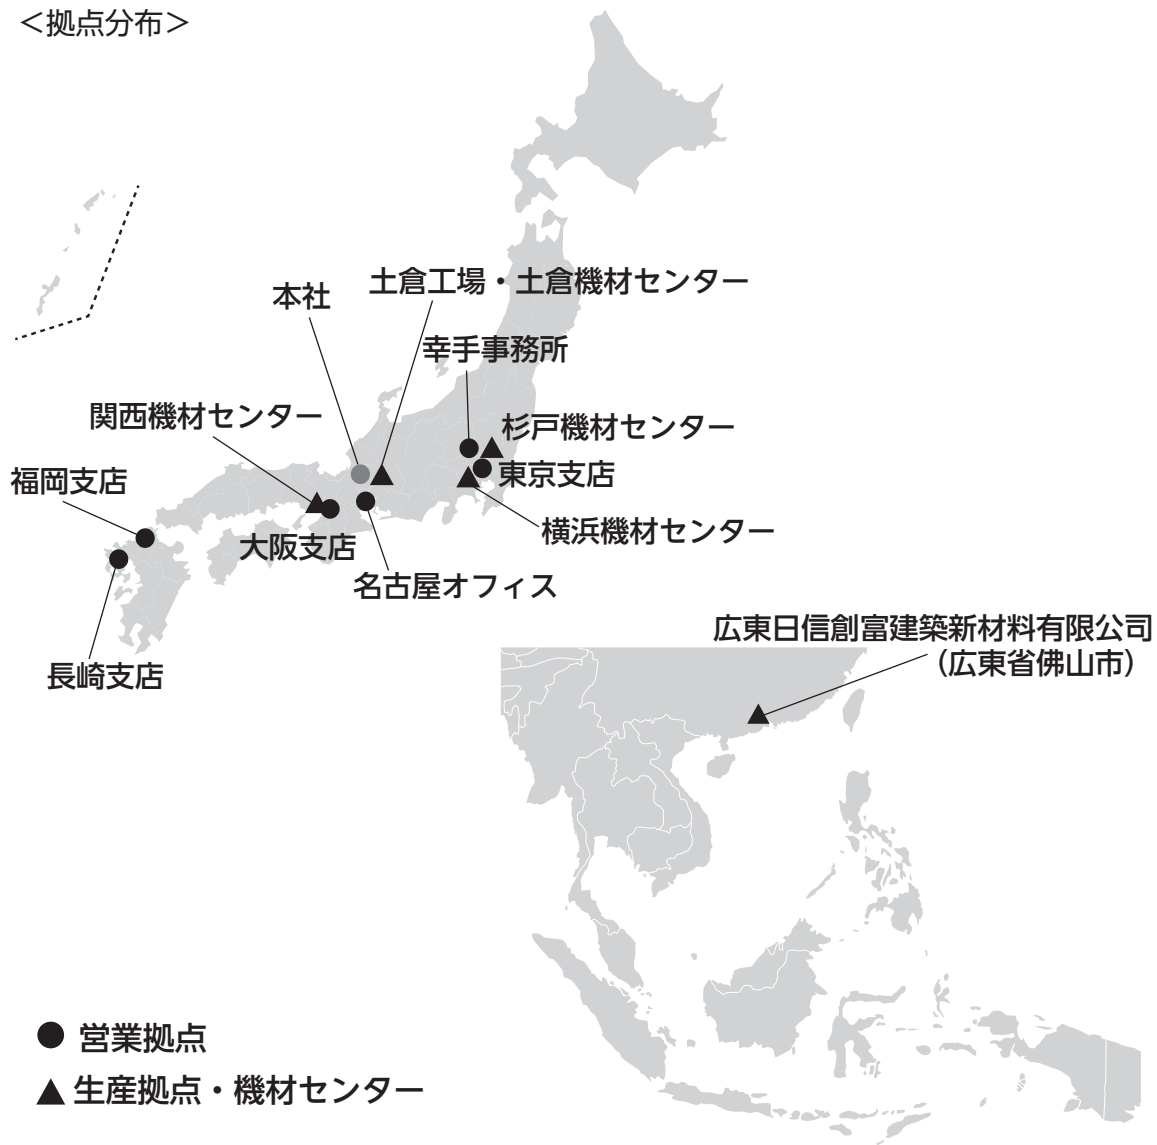 ＜拠点分布＞
土倉工場・土倉機材センター
本社
幸手事務所
関西機材センター
杉戸機材センター
福岡支店
東京支店
横浜機材センター
大阪支店
名古屋オフィス
長崎支店
広東日信創富建築新材料有限公司
（広東省佛山市）
● 営業拠点
▲ 生産拠点・機材センター